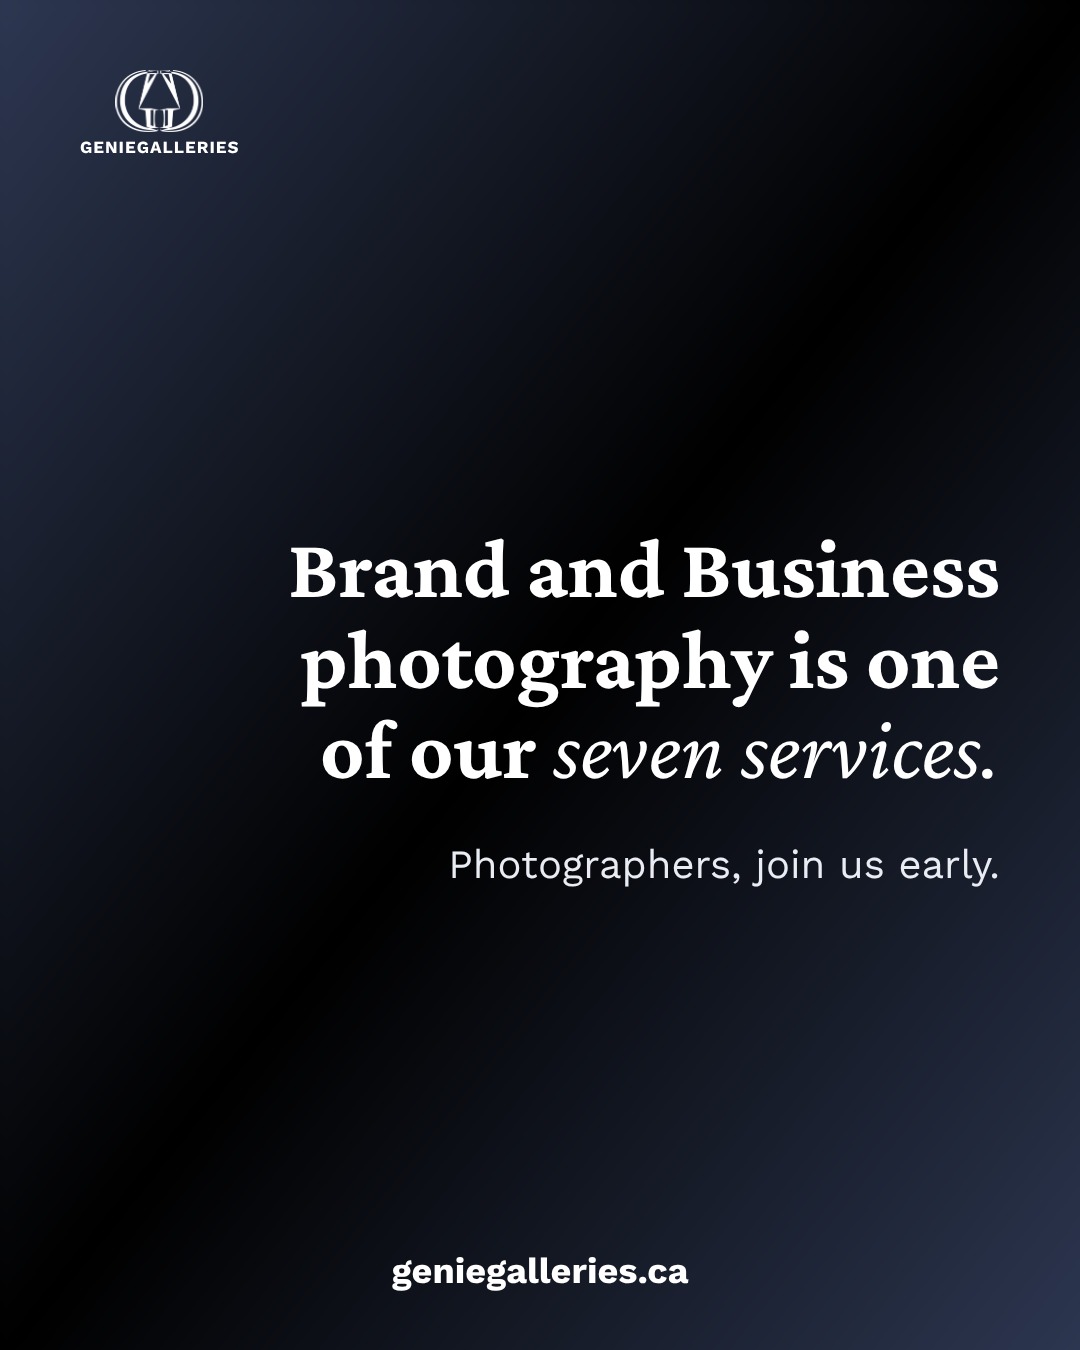 GENIEGALLERIES
Brand and Business
photography is one
of our seven services.
Photographers, join us early.
geniegalleries.ca